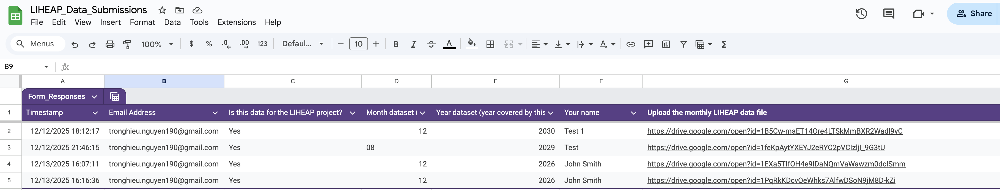 LIHEAP_Data_Submissions
File Edit View Insert Format Data Tools Extensions Help
Share
Menus 100% $ % .0 .00 123 Defaul... − 10 + B I S A Σ
B9 fx
A B C D E F G
Form_Responses
1 Timestamp Email Address Is this data for the LIHEAP project? Month dataset ( Year dataset (year covered by this Your name Upload the monthly LIHEAP data file
2 12/12/2025 18:12:17 tronghieu.nguyen190@gmail.com Yes 12 2030 Test 1 https://drive.google.com/open?id=1B5Cw-maET14Ore4LTSkMmBXR2Wadl9yC
3 12/12/2025 21:46:15 tronghieu.nguyen190@gmail.com Yes 08 2029 Test https://drive.google.com/open?id=1feKpAytYXEYJ2eRYC2pVCIzljI_9G3tU
4 12/13/2025 16:07:11 tronghieu.nguyen190@gmail.com Yes 12 2026 John Smith https://drive.google.com/open?id=1EXa5TIfOH4e9lDaNQmVaWawzm0dcISmm
5 12/13/2025 16:16:36 tronghieu.nguyen190@gmail.com Yes 12 2026 John Smith https://drive.google.com/open?id=1PqRkKDcvQeWhks7AlfwDSoN9jM8D-kZi